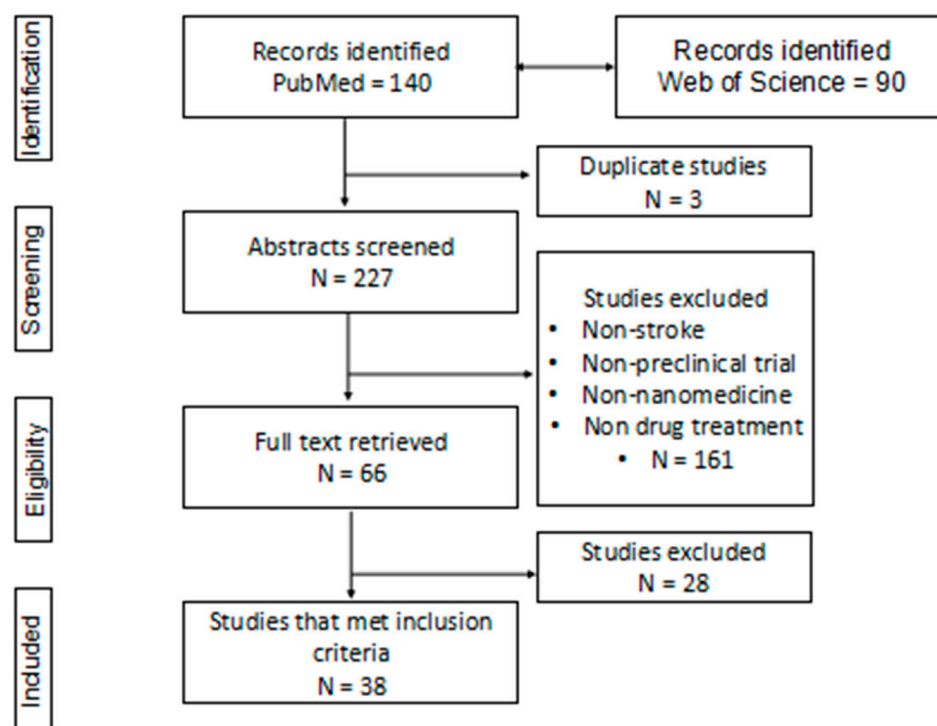 Identification
Records identified
PubMed = 140
Records identified
Web of Science = 90
Duplicate studies
N = 3
Screening
Abstracts screened
N = 227
Studies excluded
• Non-stroke
• Non-preclinical trial
• Non-nanomedicine
• Non drug treatment
• N = 161
Eligibility
Full text retrieved
N = 66
Studies excluded
N = 28
Included
Studies that met inclusion
criteria
N = 38